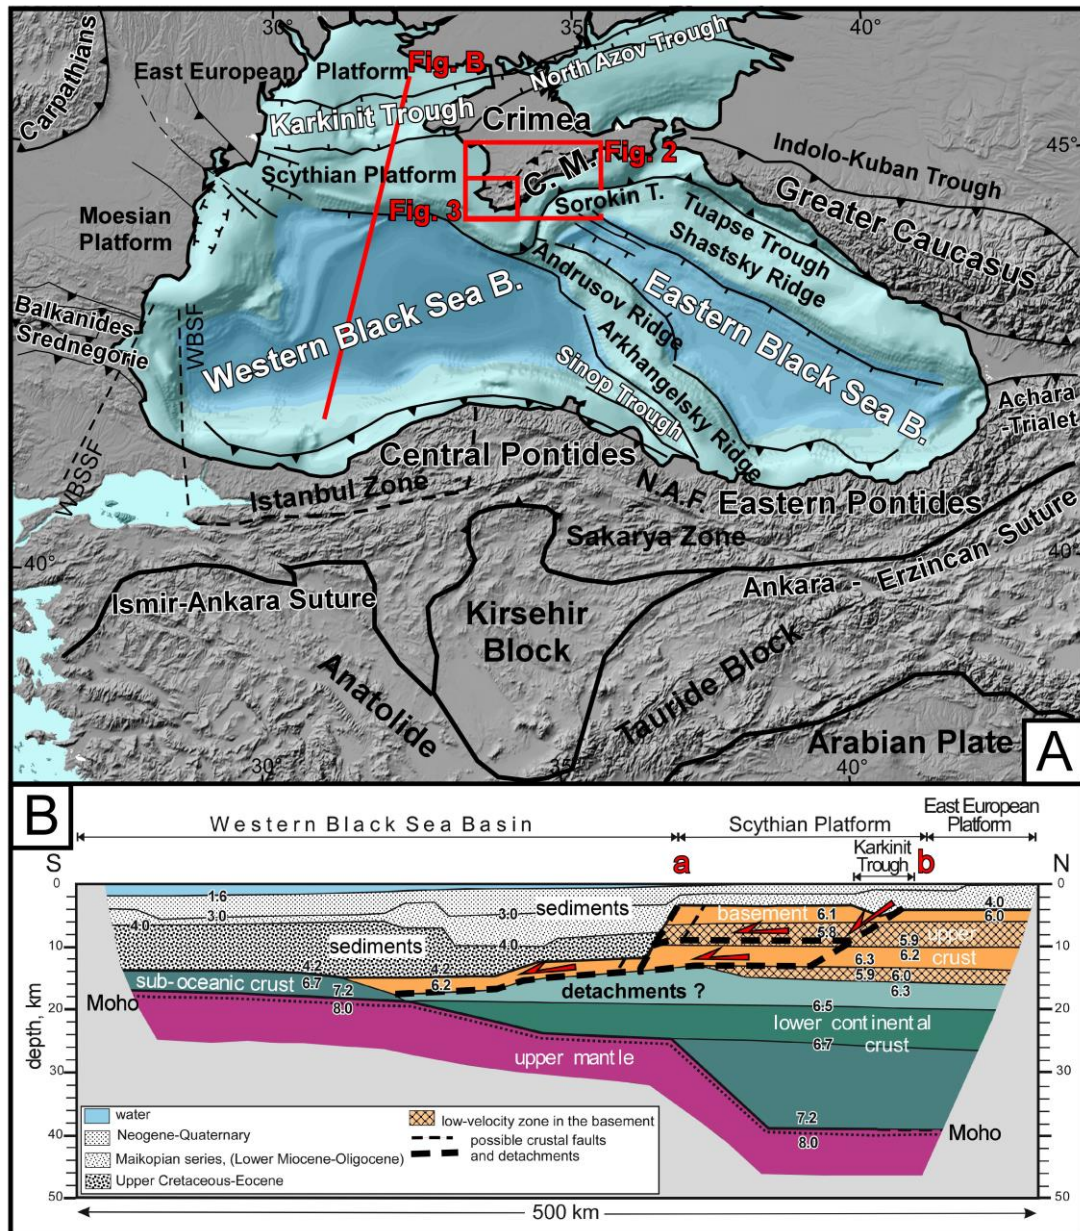 30°
35°
40°
Carpathians
East European
Platform
Fig. B
North Azov Trough
Karkinit Trough
Crimea
45°
Indolo-Kuban Trough
Fig. 2
C. M.
Scythian Platform
Sorokin T.
Fig. 3
Greater Caucasus
Moesian
Platform
Tuapse Trough
Shastsky Ridge
Andrusov Ridge
Eastern Black Sea B.
Western Black Sea B.
Balkanides
Srednegorie
WBSF
Arkhangelsky Ridge
Sinop Trough
Achara
-Trialet
WBSSF
Central Pontides
Istanbul Zone
N.A.F.
Eastern Pontides
Sakarya Zone
40°
40°
Ankara - Erzincan Suture
Ismir-Ankara Suture
Kirsehir
Block
Anatolide
Tauride Block
Arabian Plate
30°
35°
40°
A
B
Western Black Sea Basin
Scythian Platform
East European
Platform
Karkinit
Trough
a
b
S
N
0
10
20
30
40
50
depth, km
0
10
20
30
40
50
1.6
3.0
4.0
3.0
4.0
sediments
sediments
basement
6.1
5.8
4.0
6.0
5.9
upper
6.2
crust
6.3
5.9
6.0
6.3
4.2
4.2
sub-oceanic crust
6.7
7.2
6.2
detachments ?
Moho
8.0
6.5
lower continental
crust
6.7
upper mantle
7.2
8.0
Moho
water
Neogene-Quaternary
Maikopian series, (Lower Miocene-Oligocene)
Upper Cretaceous-Eocene
low-velocity zone in the basement
possible crustal faults
and detachments
500 km